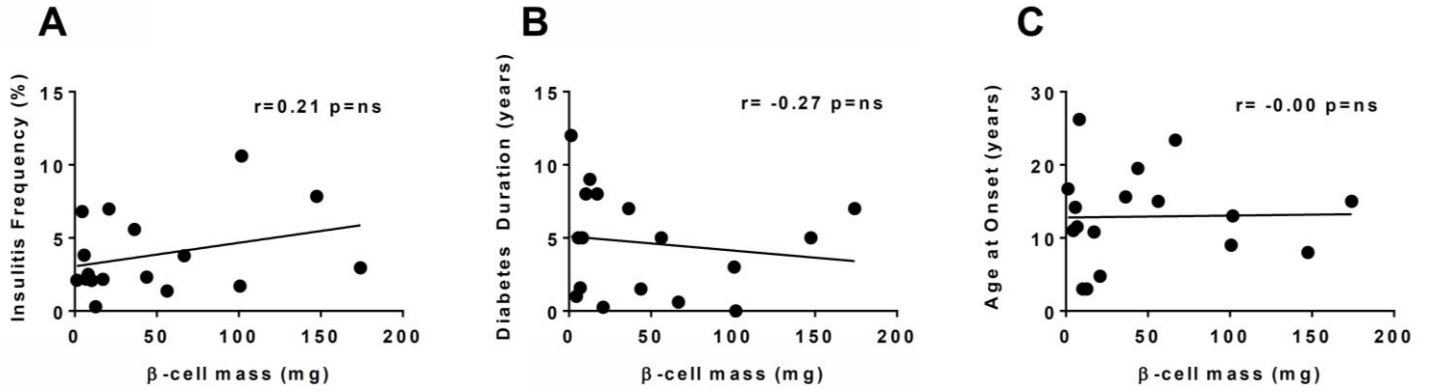 A
Insulitis Frequency (%)
r=0.21 p=ns
15
10
5
0
0 50 100 150 200
β-cell mass (mg)
B
Diabetes Duration (years)
r= -0.27 p=ns
15
10
5
0
0 50 100 150 200
β-cell mass (mg)
C
Age at Onset (years)
r= -0.00 p=ns
30
20
10
0
0 50 100 150 200
β-cell mass (mg)